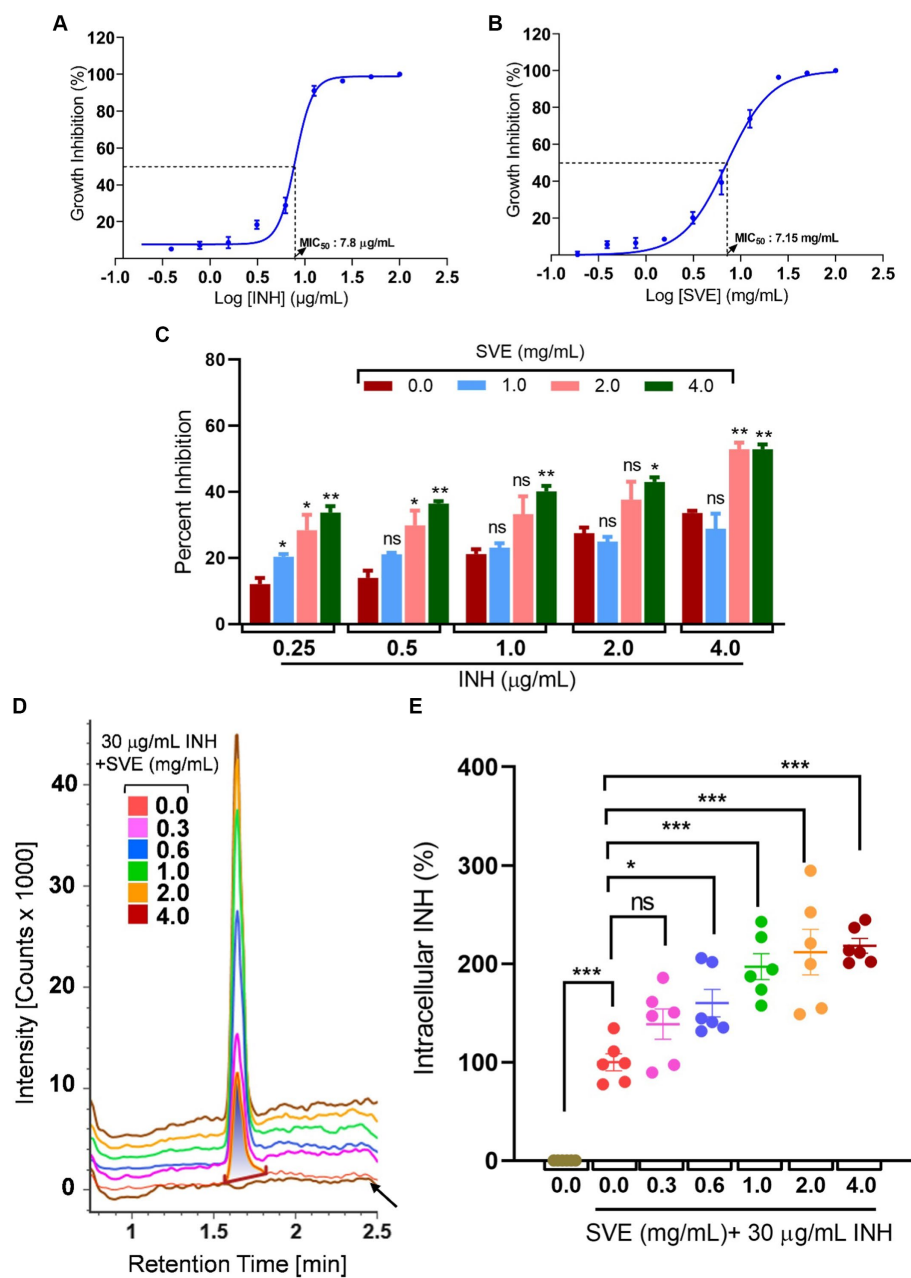 A
120
100
80
60
40
20
Growth Inhibition (%)
MIC50 : 7.8 µg/mL
-1.0 -0.5 0.0 0.5 1.0 1.5 2.0 2.5
Log [INH] (µg/mL)
B
120
100
80
60
40
20
Growth Inhibition (%)
MIC50 : 7.15 mg/mL
-1.0 -0.5 0.0 0.5 1.0 1.5 2.0 2.5
Log [SVE] (mg/mL)
C
SVE (mg/mL)
0.0 1.0 2.0 4.0
80
60
40
20
0
Percent Inhibition
* * **
ns * **
ns ns **
ns ns *
ns ** **
0.25 0.5 1.0 2.0 4.0
INH (µg/mL)
D
30 µg/mL INH
+SVE (mg/mL)
0.0
0.3
0.6
1.0
2.0
4.0
40
30
20
10
0
Intensity [Counts x 1000]
1 1.5 2 2.5
Retention Time [min]
E
400
300
200
100
0
Intracellular INH (%)
***
***
***
*
ns
***
0.0 0.0 0.3 0.6 1.0 2.0 4.0
SVE (mg/mL)+ 30 µg/mL INH